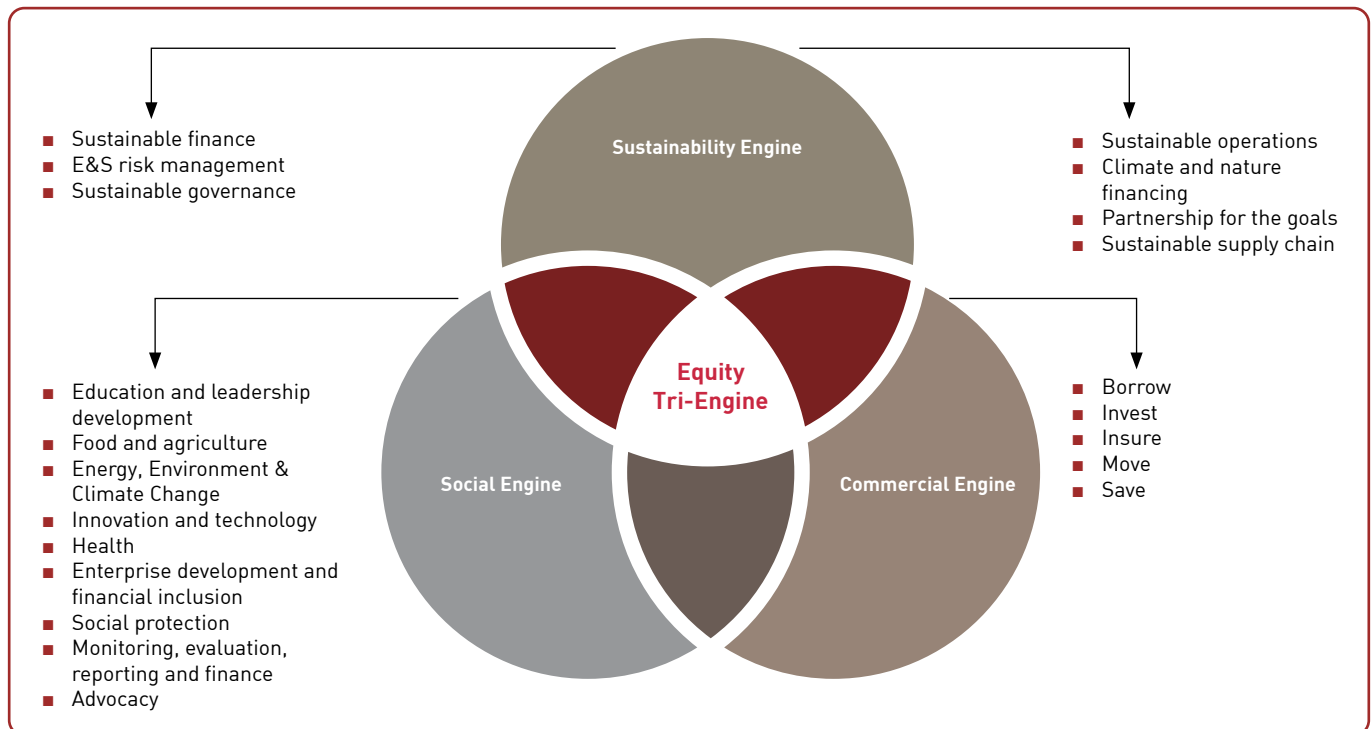 Sustainability Engine
Sustainable finance
E&S risk management
Sustainable governance
Sustainable operations
Climate and nature
financing
Partnership for the goals
Sustainable supply chain
Equity
Tri-Engine
Social Engine
Commercial Engine
Education and leadership
development
Food and agriculture
Energy, Environment &
Climate Change
Innovation and technology
Health
Enterprise development and
financial inclusion
Social protection
Monitoring, evaluation,
reporting and finance
Advocacy
Borrow
Invest
Insure
Move
Save